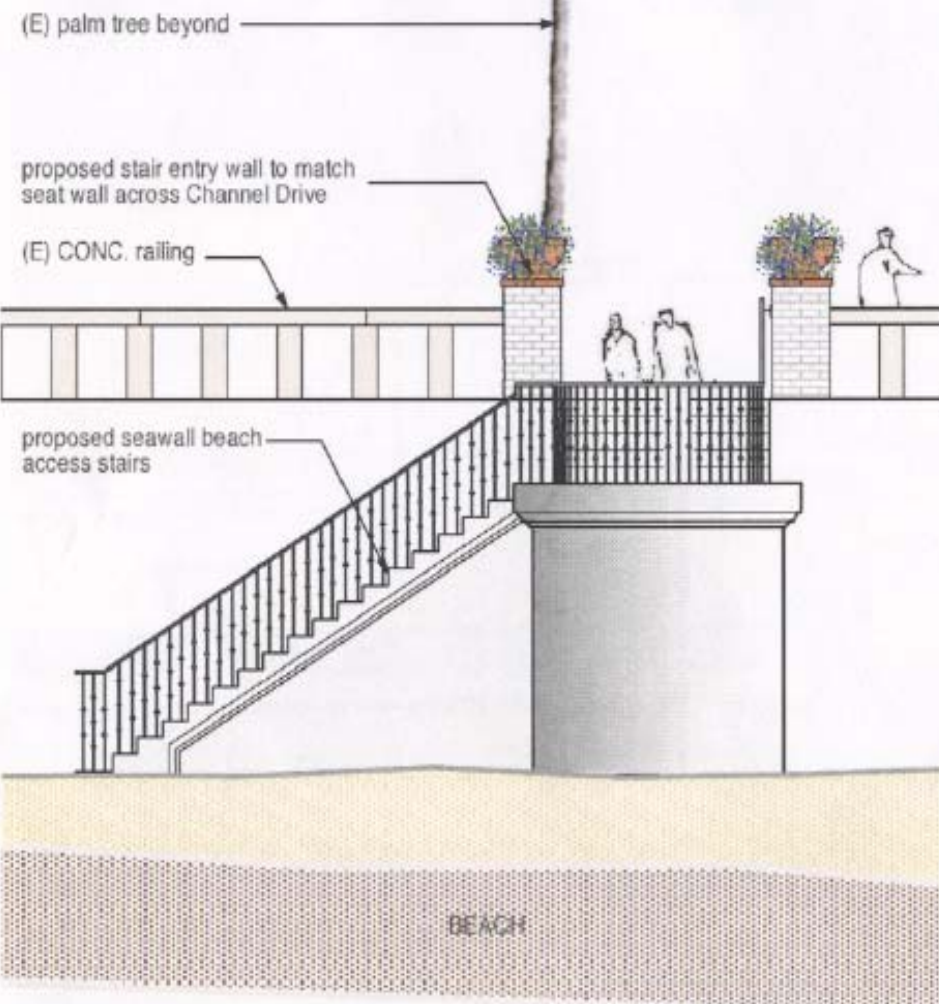 (E) palm tree beyond
proposed stair entry wall to match
seat wall across Channel Drive
(E) CONC. railing
proposed seawall beach
access stairs
BEACH